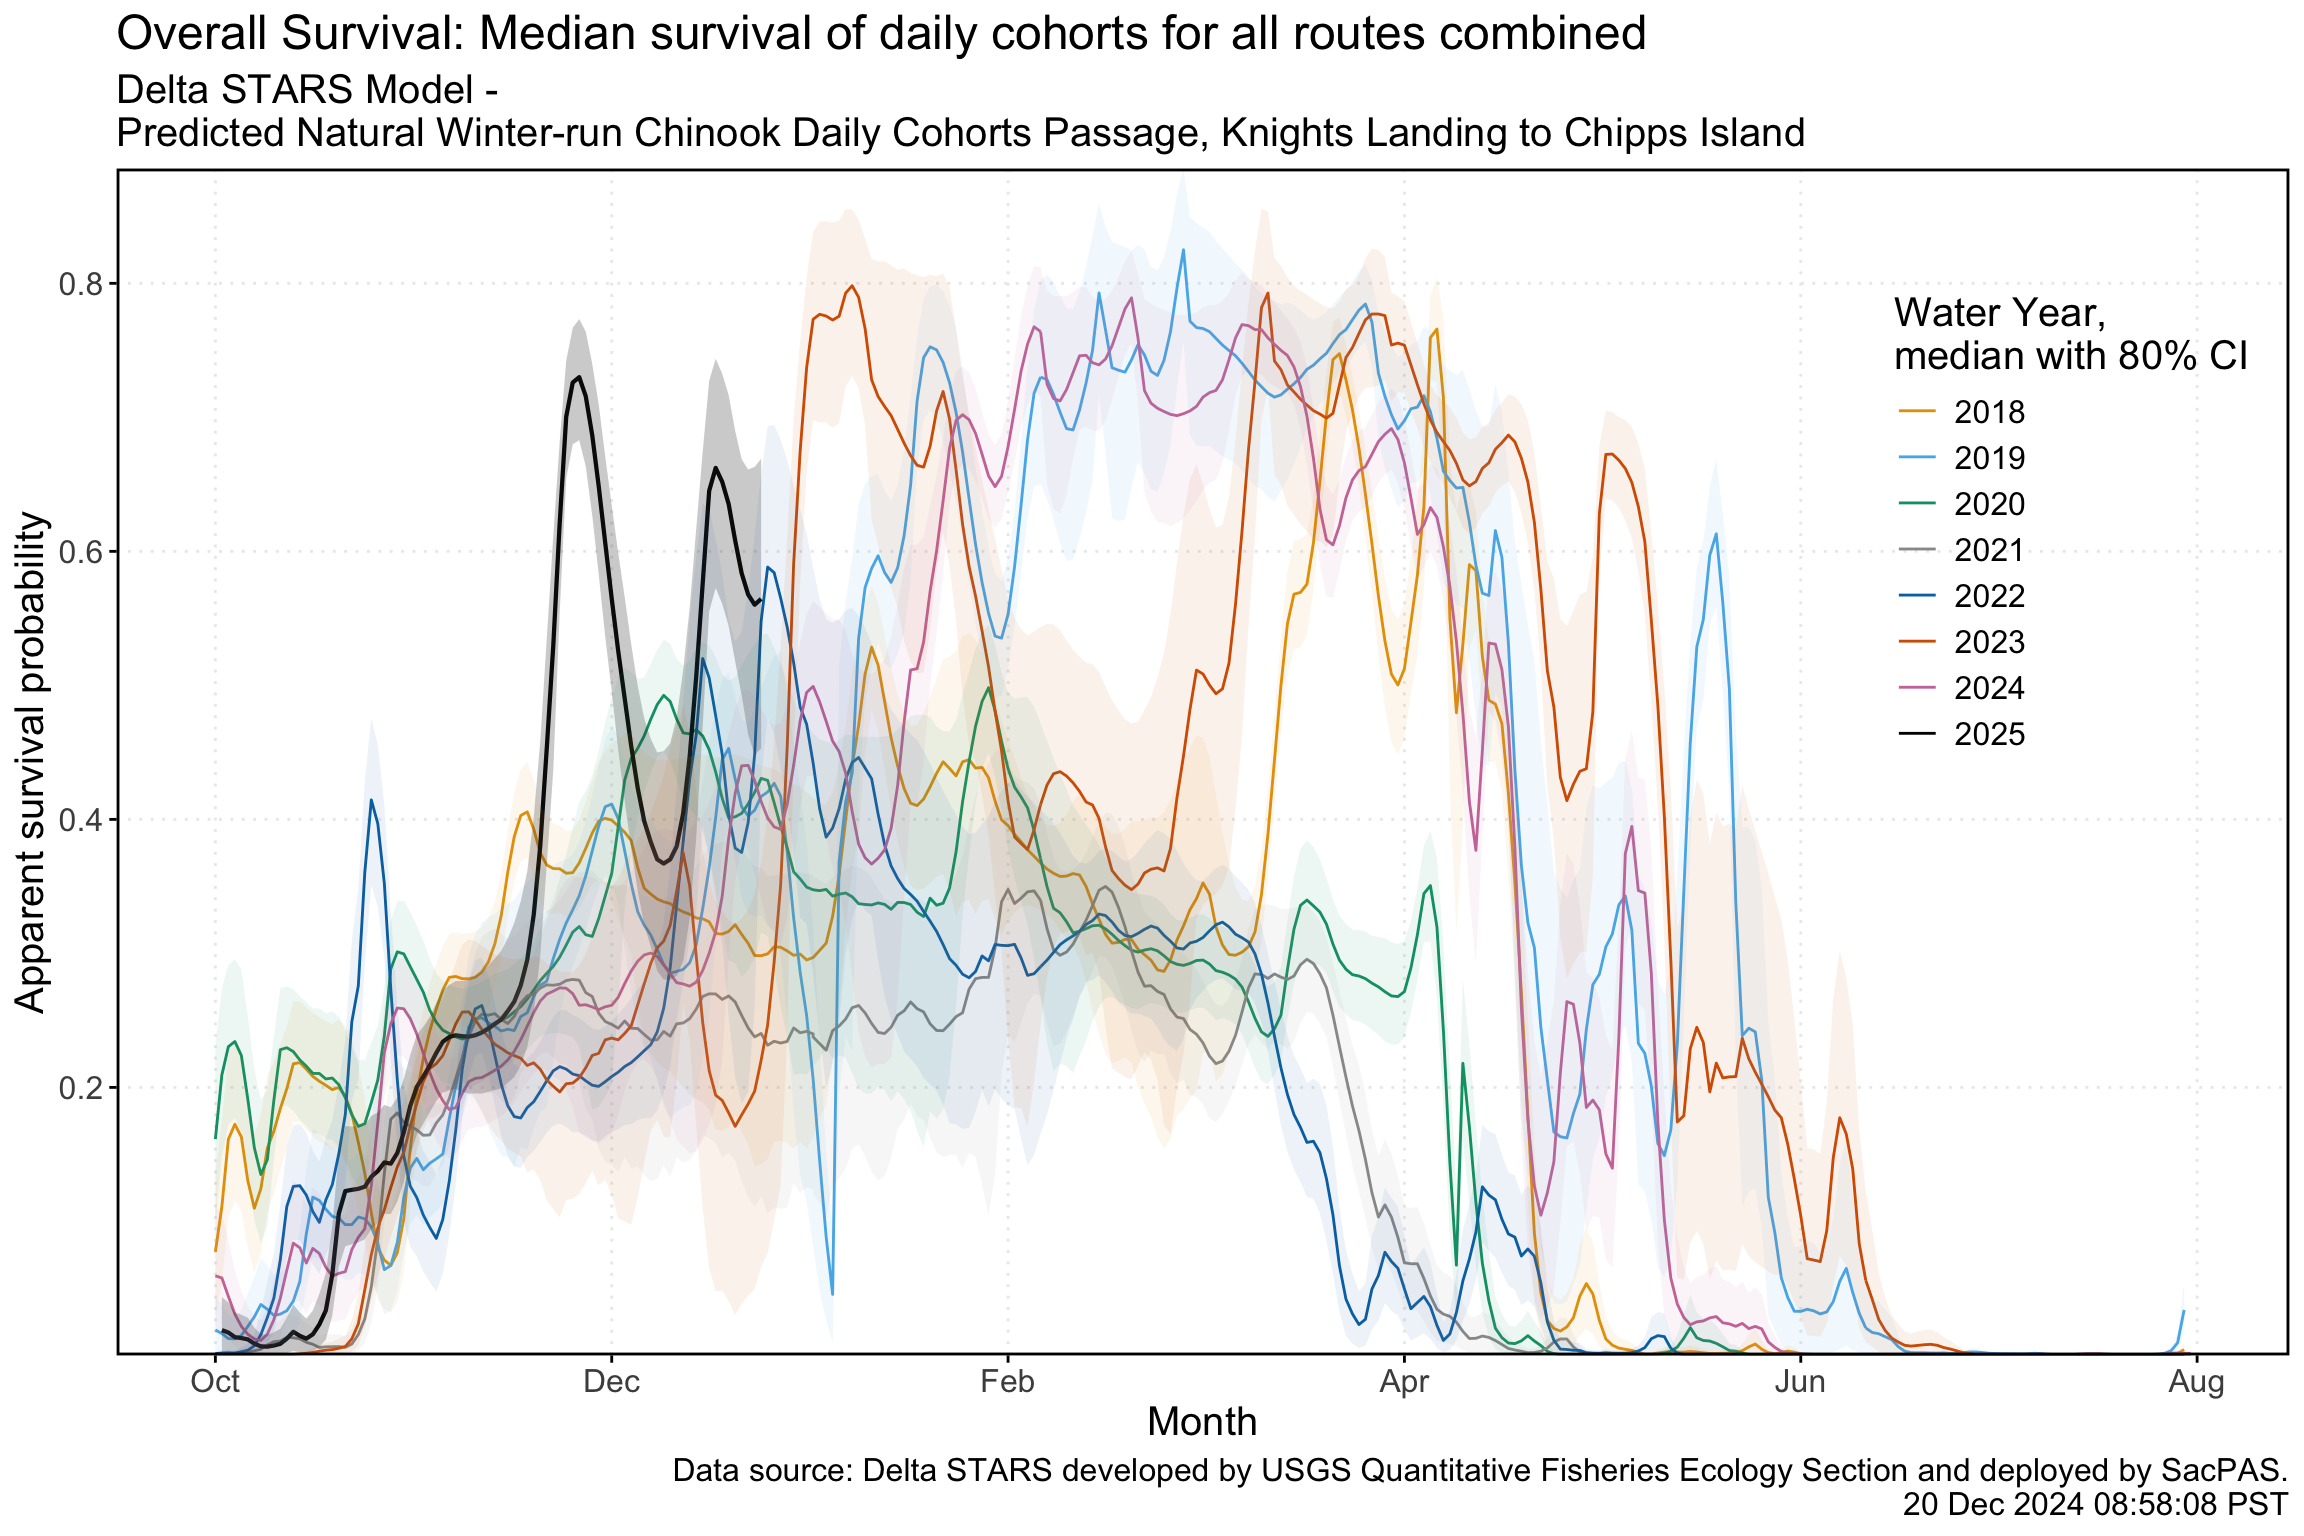 Overall Survival: Median survival of daily cohorts for all routes combined
Delta STARS Model -
Predicted Natural Winter-run Chinook Daily Cohorts Passage, Knights Landing to Chipps Island
Apparent survival probability
0.8
0.6
0.4
0.2
Water Year,
median with 80% CI
2018
2019
2020
2021
2022
2023
2024
2025
Oct
Dec
Feb
Apr
Jun
Aug
Month
Data source: Delta STARS developed by USGS Quantitative Fisheries Ecology Section and deployed by SacPAS.
20 Dec 2024 08:58:08 PST